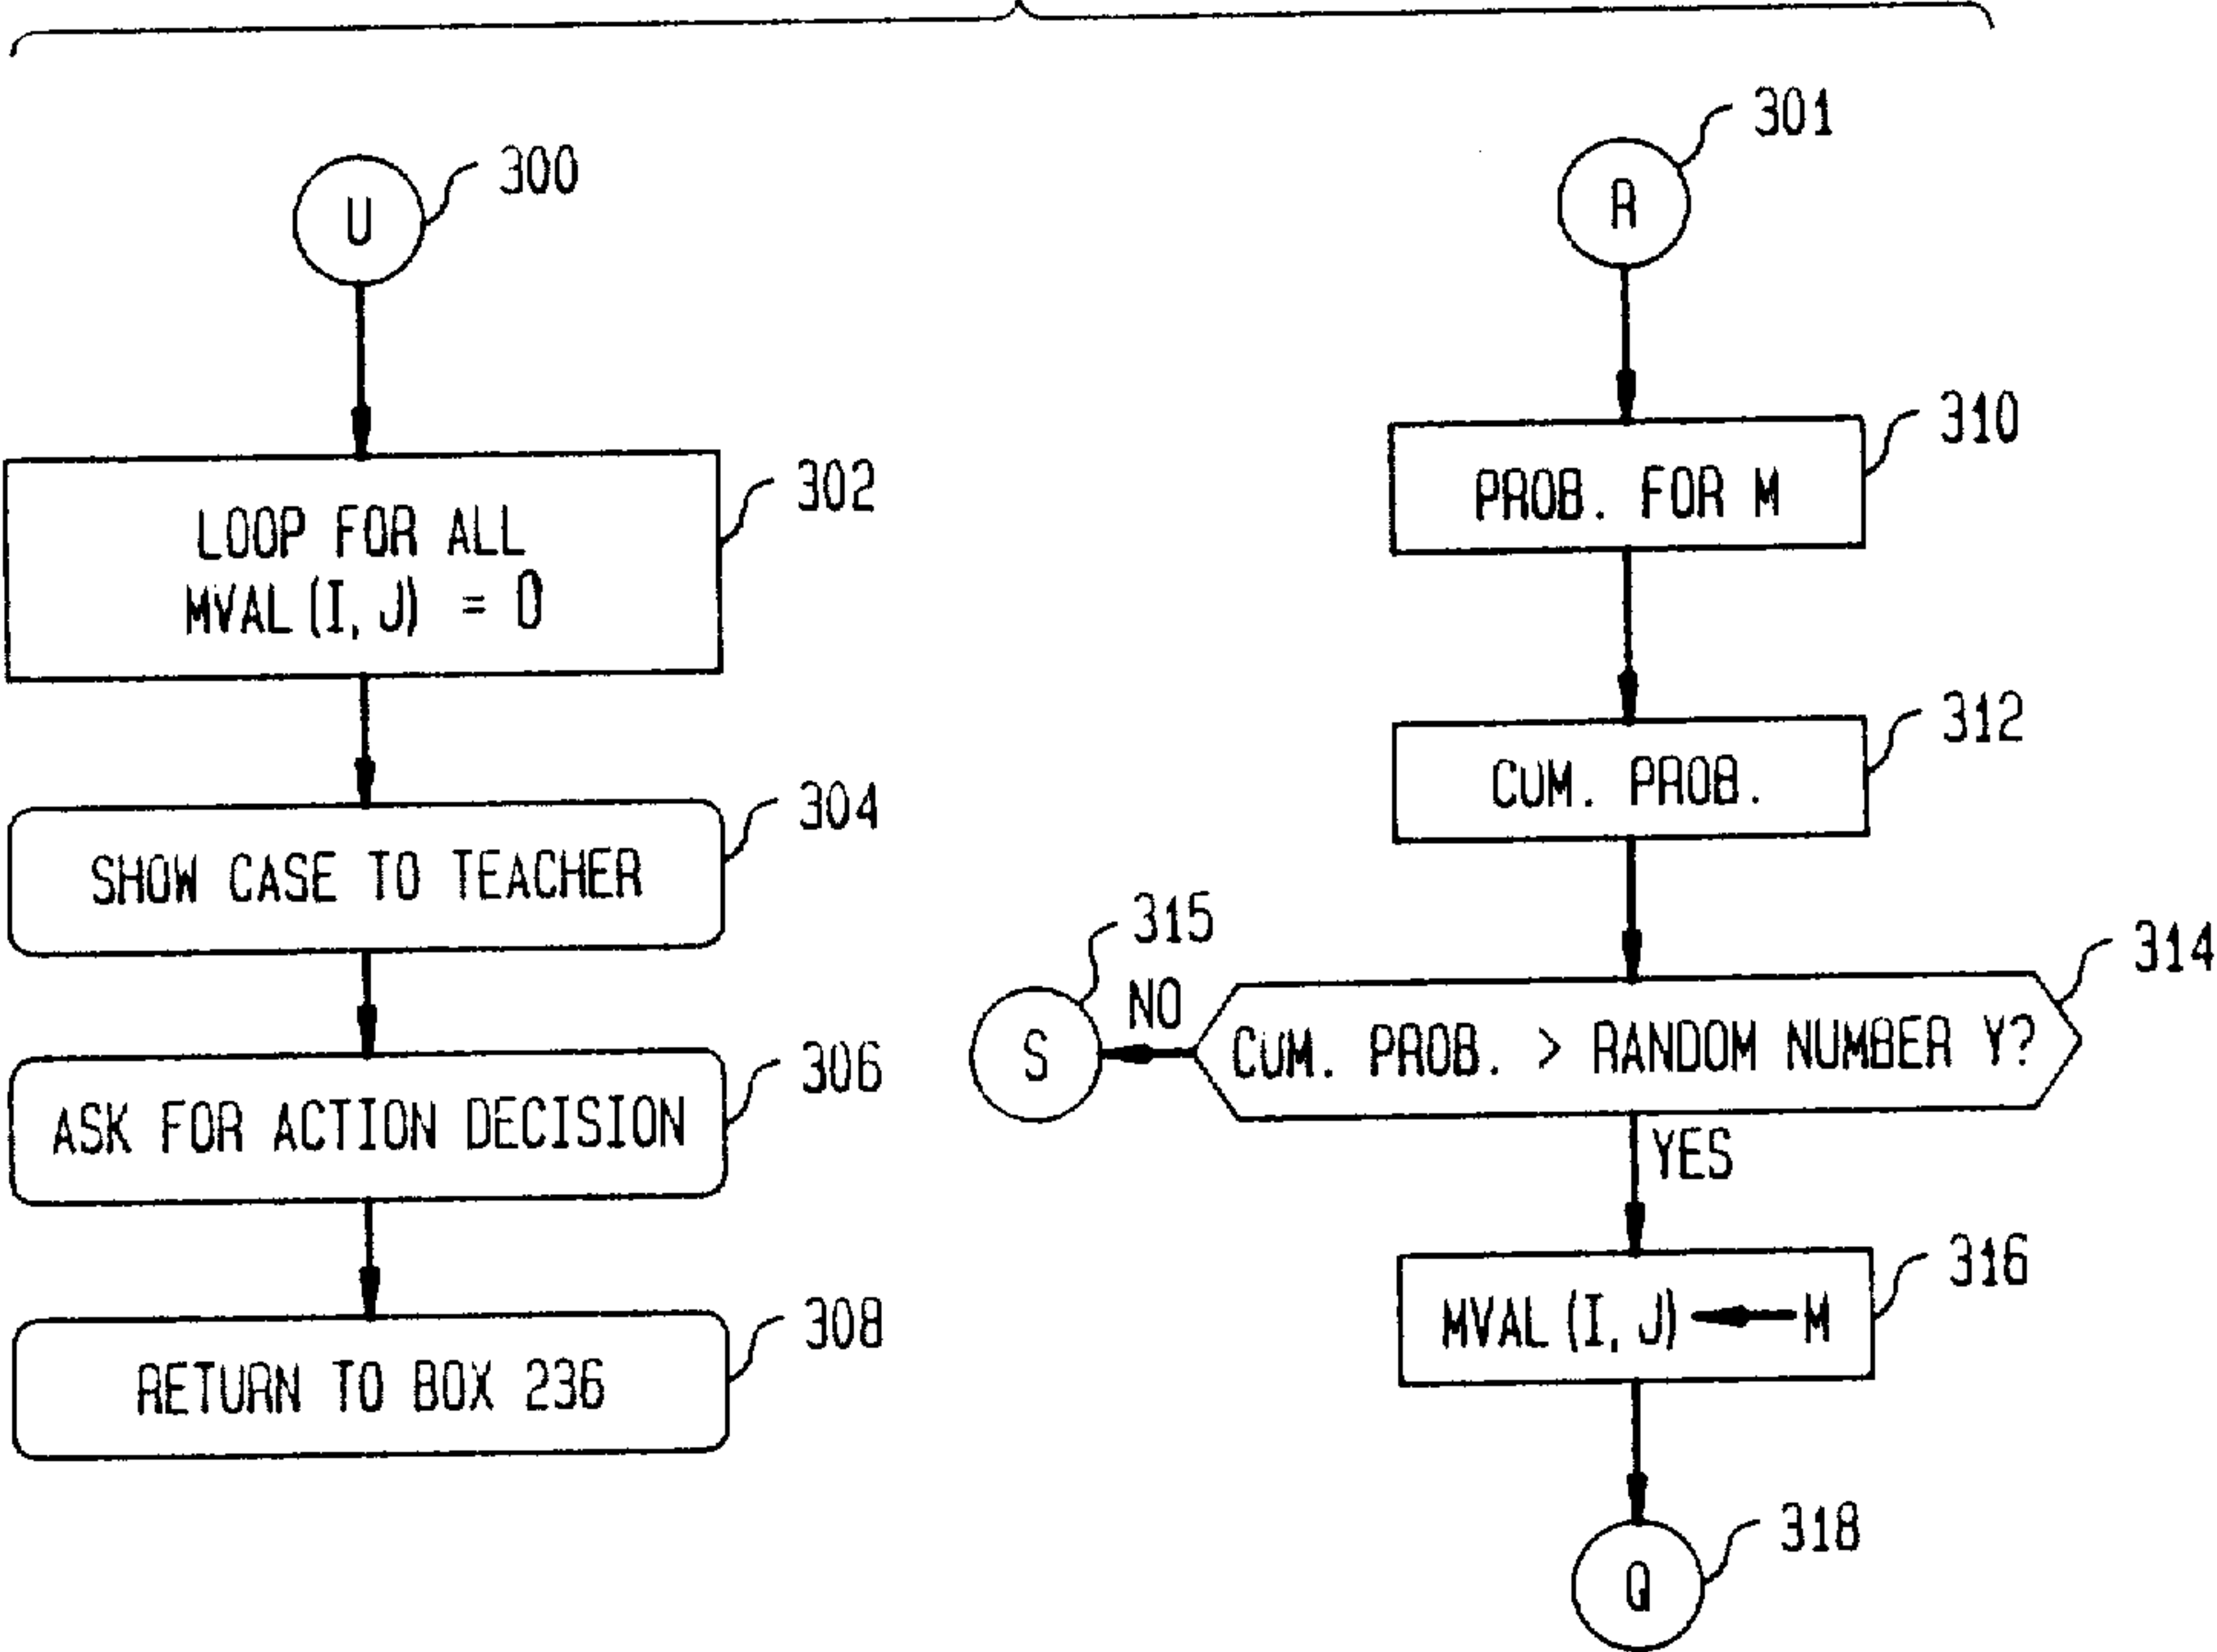 300
U
302
LOOP FOR ALL
MVAL(I, J) = 0
304
SHOW CASE TO TEACHER
306
ASK FOR ACTION DECISION
308
RETURN TO BOX 236
301
R
310
PROB. FOR M
312
CUM. PROB.
314
CUM. PROB. > RANDOM NUMBER Y?
NO
315
S
YES
316
MVAL(I, J) ← M
318
Q